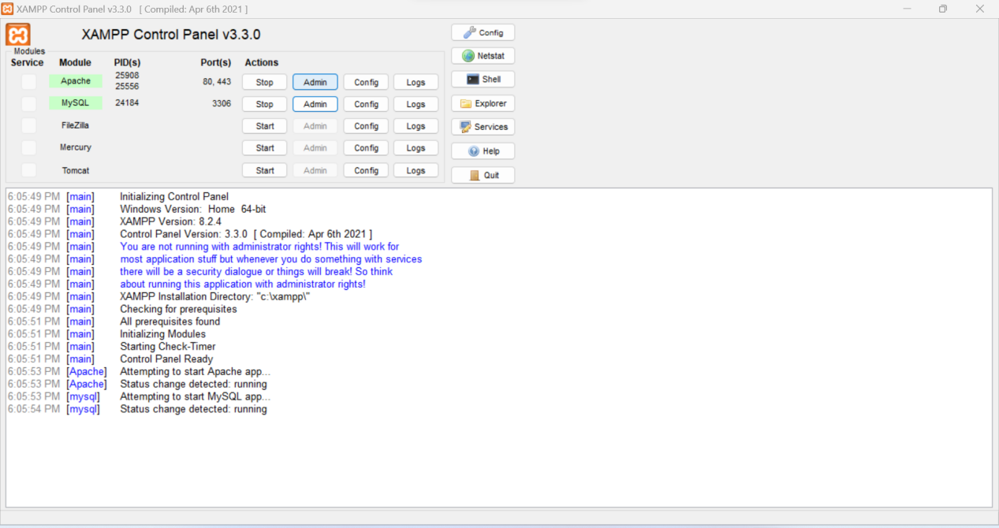 XAMPP Control Panel v3.3.0 [ Compiled: Apr 6th 2021 ]
XAMPP Control Panel v3.3.0
Config
Modules
Service Module PID(s) Port(s) Actions
Netstat
Apache 25908 25556 80, 443 Stop Admin Config Logs
Shell
MySQL 24184 3306 Stop Admin Config Logs
Explorer
FileZilla Start Admin Config Logs
Services
Mercury Start Admin Config Logs
Help
Tomcat Start Admin Config Logs
Quit
6:05:49 PM [main] Initializing Control Panel
6:05:49 PM [main] Windows Version: Home 64-bit
6:05:49 PM [main] XAMPP Version: 8.2.4
6:05:49 PM [main] Control Panel Version: 3.3.0 [ Compiled: Apr 6th 2021 ]
6:05:49 PM [main] You are not running with administrator rights! This will work for
6:05:49 PM [main] most application stuff but whenever you do something with services
6:05:49 PM [main] there will be a security dialogue or things will break! So think
6:05:49 PM [main] about running this application with administrator rights!
6:05:49 PM [main] XAMPP Installation Directory: "c:\xampp\"
6:05:49 PM [main] Checking for prerequisites
6:05:51 PM [main] All prerequisites found
6:05:51 PM [main] Initializing Modules
6:05:51 PM [main] Starting Check-Timer
6:05:51 PM [main] Control Panel Ready
6:05:53 PM [Apache] Attempting to start Apache app...
6:05:53 PM [Apache] Status change detected: running
6:05:53 PM [mysql] Attempting to start MySQL app...
6:05:54 PM [mysql] Status change detected: running